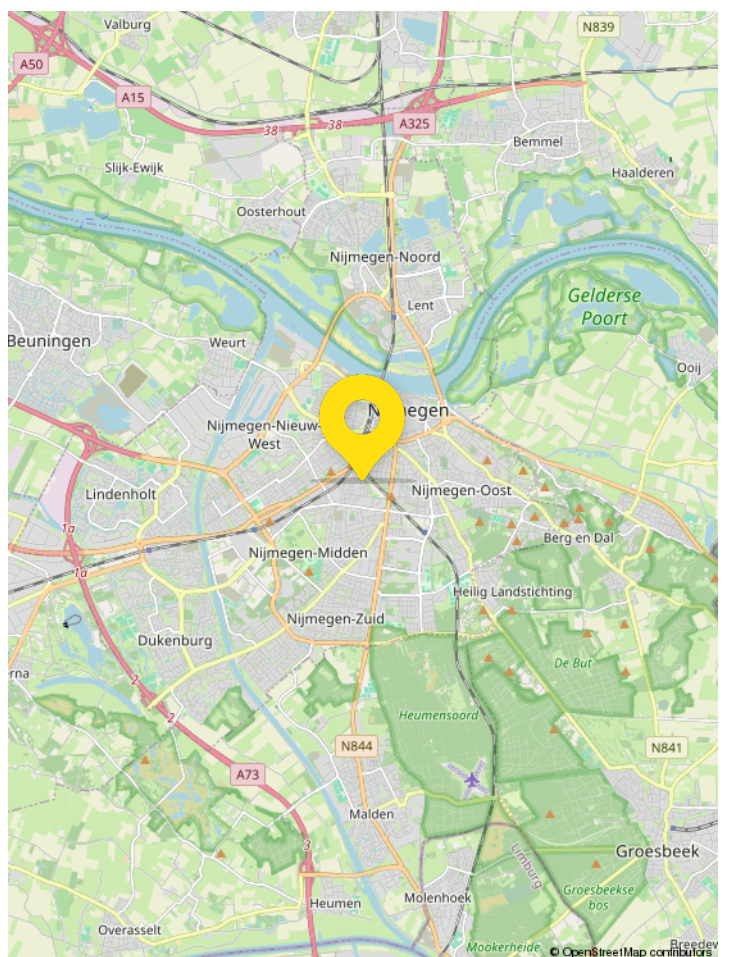 Valburg
N839
A50
A15
38
38
A325
Bemmel
Slijk-Ewijk
Haalderen
Oosterhout
Nijmegen-Noord
Gelderse
Poort
Lent
Beuningen
Weurt
Ooij
Nijmegen-Nieuw-
West
Lindenholt
Nijmegen-Oost
1a
Berg en Dal
Nijmegen-Midden
1a
Heilig Landstichting
Nijmegen-Zuid
Dukenburg
De But
2
2
Heumensoord
N844
N841
A73
Malden
3
Limburg
Groesbeek
Groesbeekse
bos
Heumen
Molenhoek
Overasselt
Mookerheide
© OpenStreetMap contributors